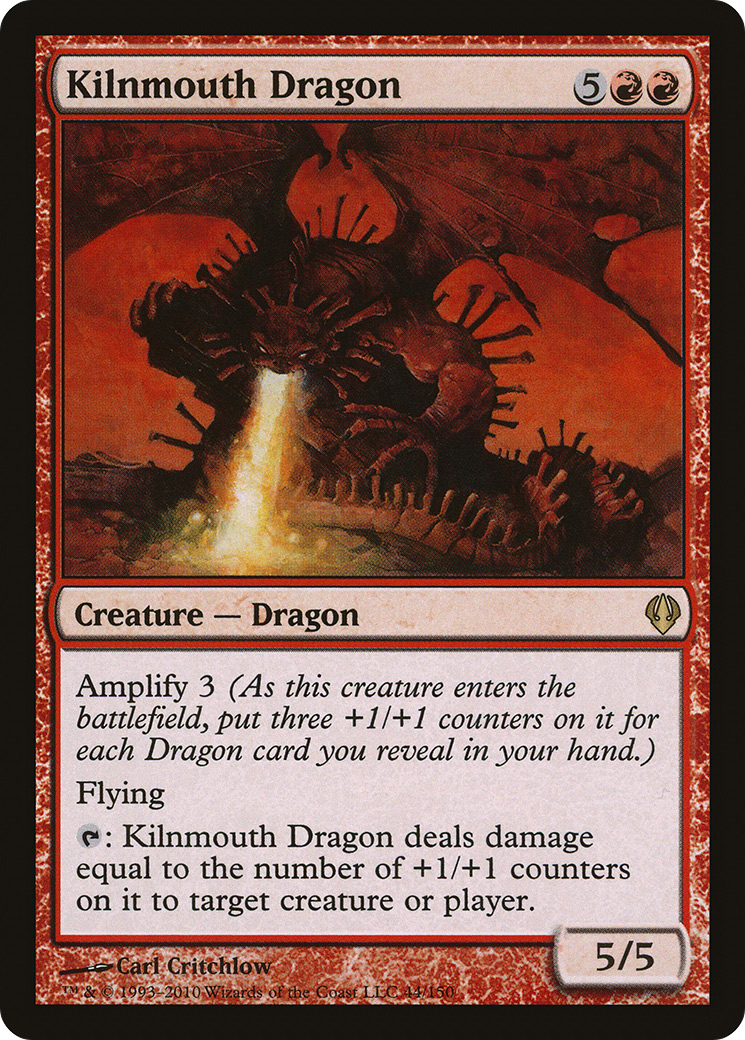 Kilnmouth Dragon 5
Creature — Dragon
Amplify 3 (As this creature enters the
battlefield, put three +1/+1 counters on it for
each Dragon card you reveal in your hand.)
Flying
: Kilnmouth Dragon deals damage
equal to the number of +1/+1 counters
on it to target creature or player.
5/5
Carl Critchlow
™ & © 1993–2010 Wizards of the Coast LLC 44/150